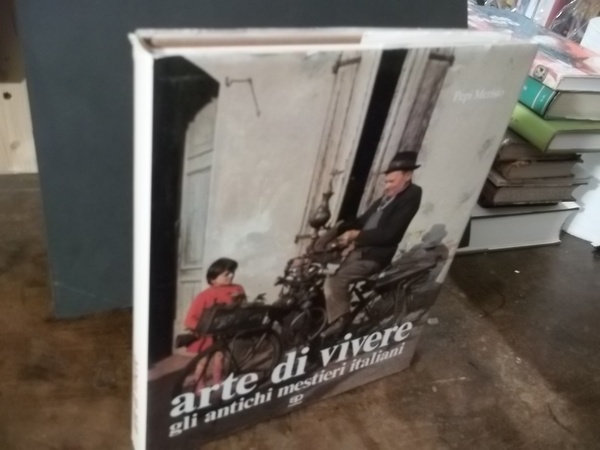 Pepi Merisio
arte di vivere
gli antichi mestieri italiani